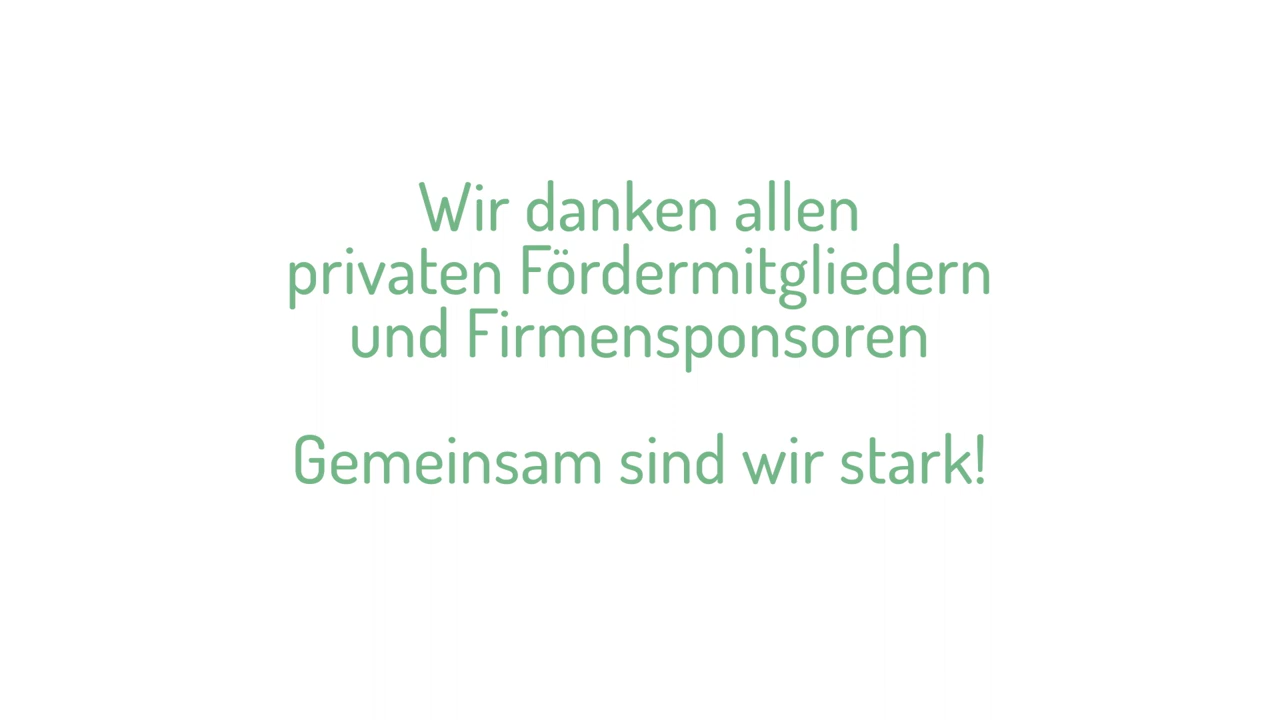 Wir danken allen
privaten Fördermitgliedern
und Firmensponsoren
Gemeinsam sind wir stark!